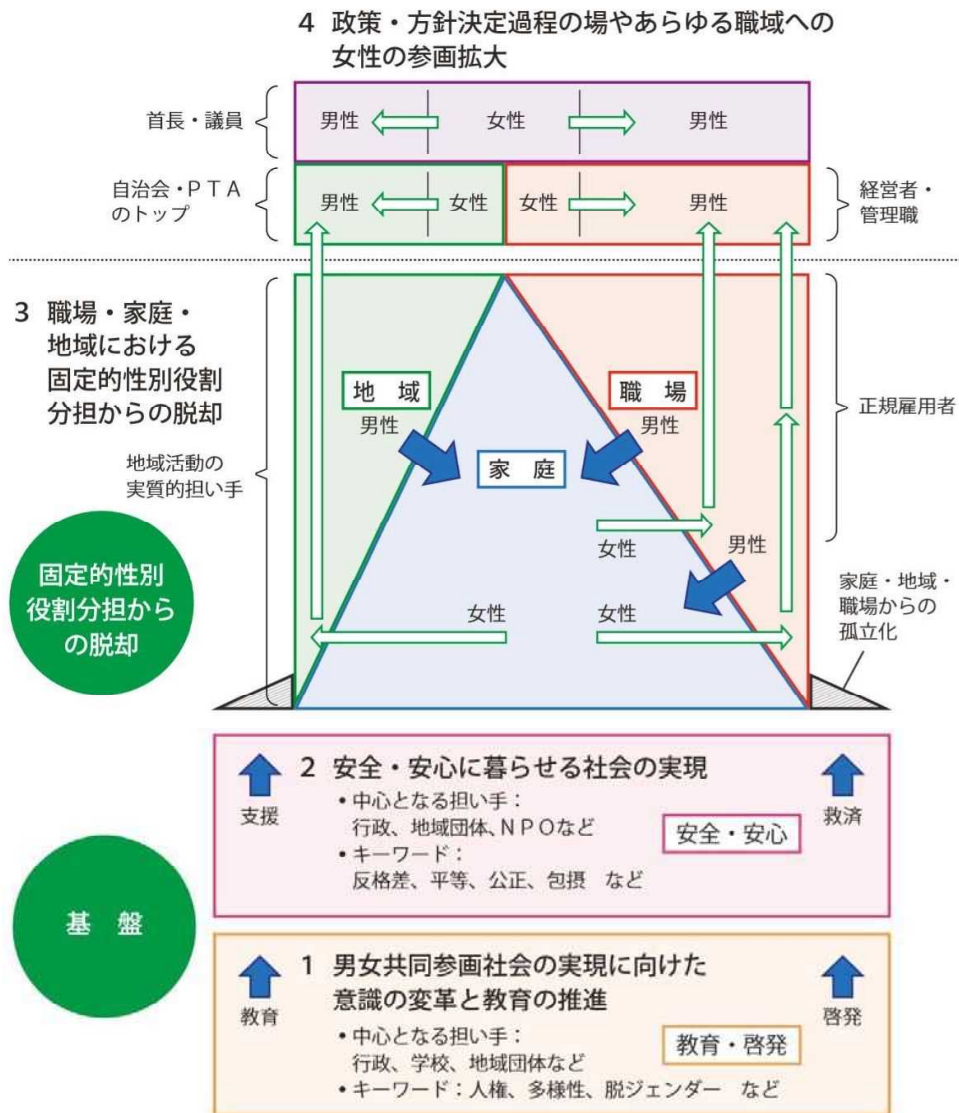 4 政策・方針決定過程の場やあらゆる職域への
女性の参画拡大
首長・議員
男性
女性
男性
自治会・ＰＴＡ
のトップ
男性
女性
女性
男性
経営者・
管理職
3 職場・家庭・
地域における
固定的性別役割
分担からの脱却
地域活動の
実質的担い手
地　域
男性
職　場
男性
家　庭
正規雇用者
女性
男性
女性
女性
家庭・地域・
職場からの
孤立化
固定的性別
役割分担から
の脱却
基　盤
支援
2 安全・安心に暮らせる社会の実現
• 中心となる担い手：
行政、地域団体、ＮＰＯなど
• キーワード：
反格差、平等、公正、包摂　など
安全・安心
救済
教育
1 男女共同参画社会の実現に向けた
意識の変革と教育の推進
• 中心となる担い手：
行政、学校、地域団体など
• キーワード：人権、多様性、脱ジェンダー　など
教育・啓発
啓発